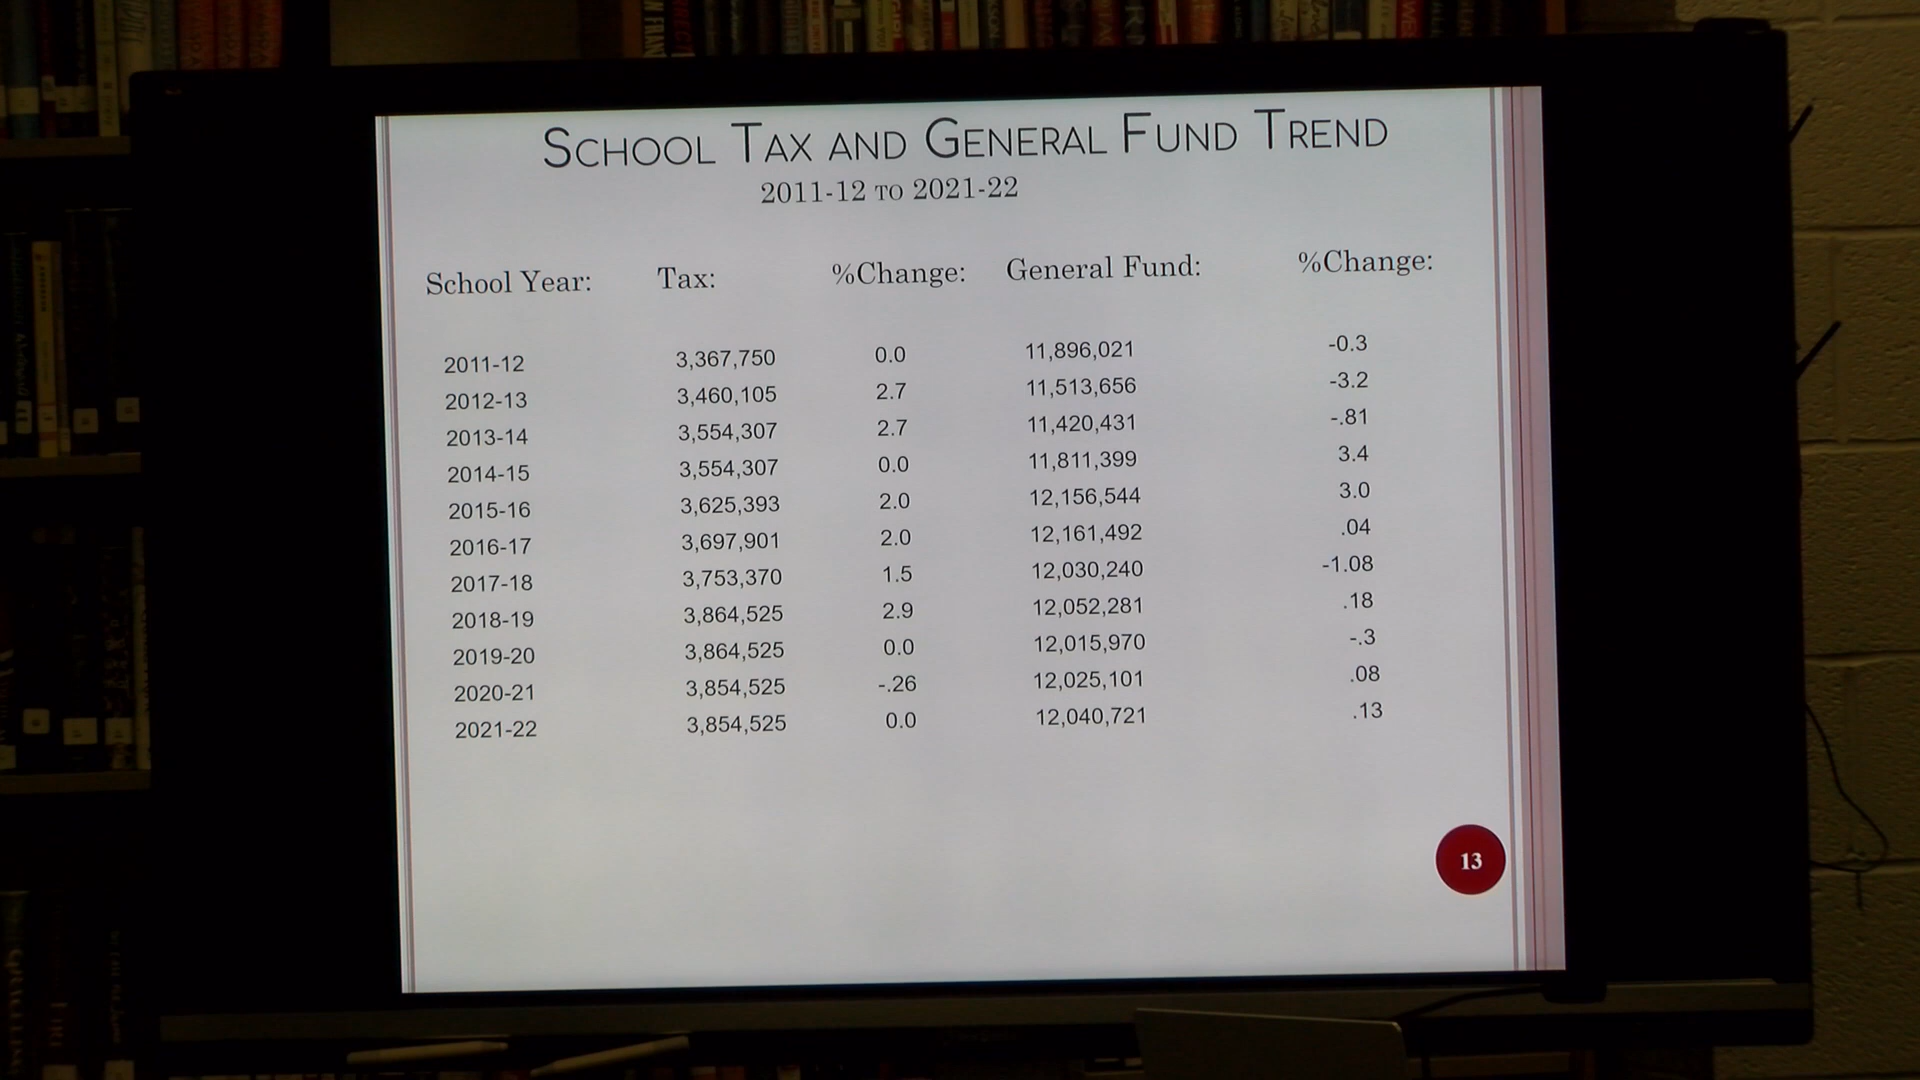 SCHOOL TAX AND GENERAL FUND TREND
2011-12 TO 2021-22
School Year: Tax: %Change: General Fund: %Change:
2011-12 3,367,750 0.0 11,896,021 -0.3
2012-13 3,460,105 2.7 11,513,656 -3.2
2013-14 3,554,307 2.7 11,420,431 -.81
2014-15 3,554,307 0.0 11,811,399 3.4
2015-16 3,625,393 2.0 12,156,544 3.0
2016-17 3,697,901 2.0 12,161,492 .04
2017-18 3,753,370 1.5 12,030,240 -1.08
2018-19 3,864,525 2.9 12,052,281 .18
2019-20 3,864,525 0.0 12,015,970 -.3
2020-21 3,854,525 -.26 12,025,101 .08
2021-22 3,854,525 0.0 12,040,721 .13
13